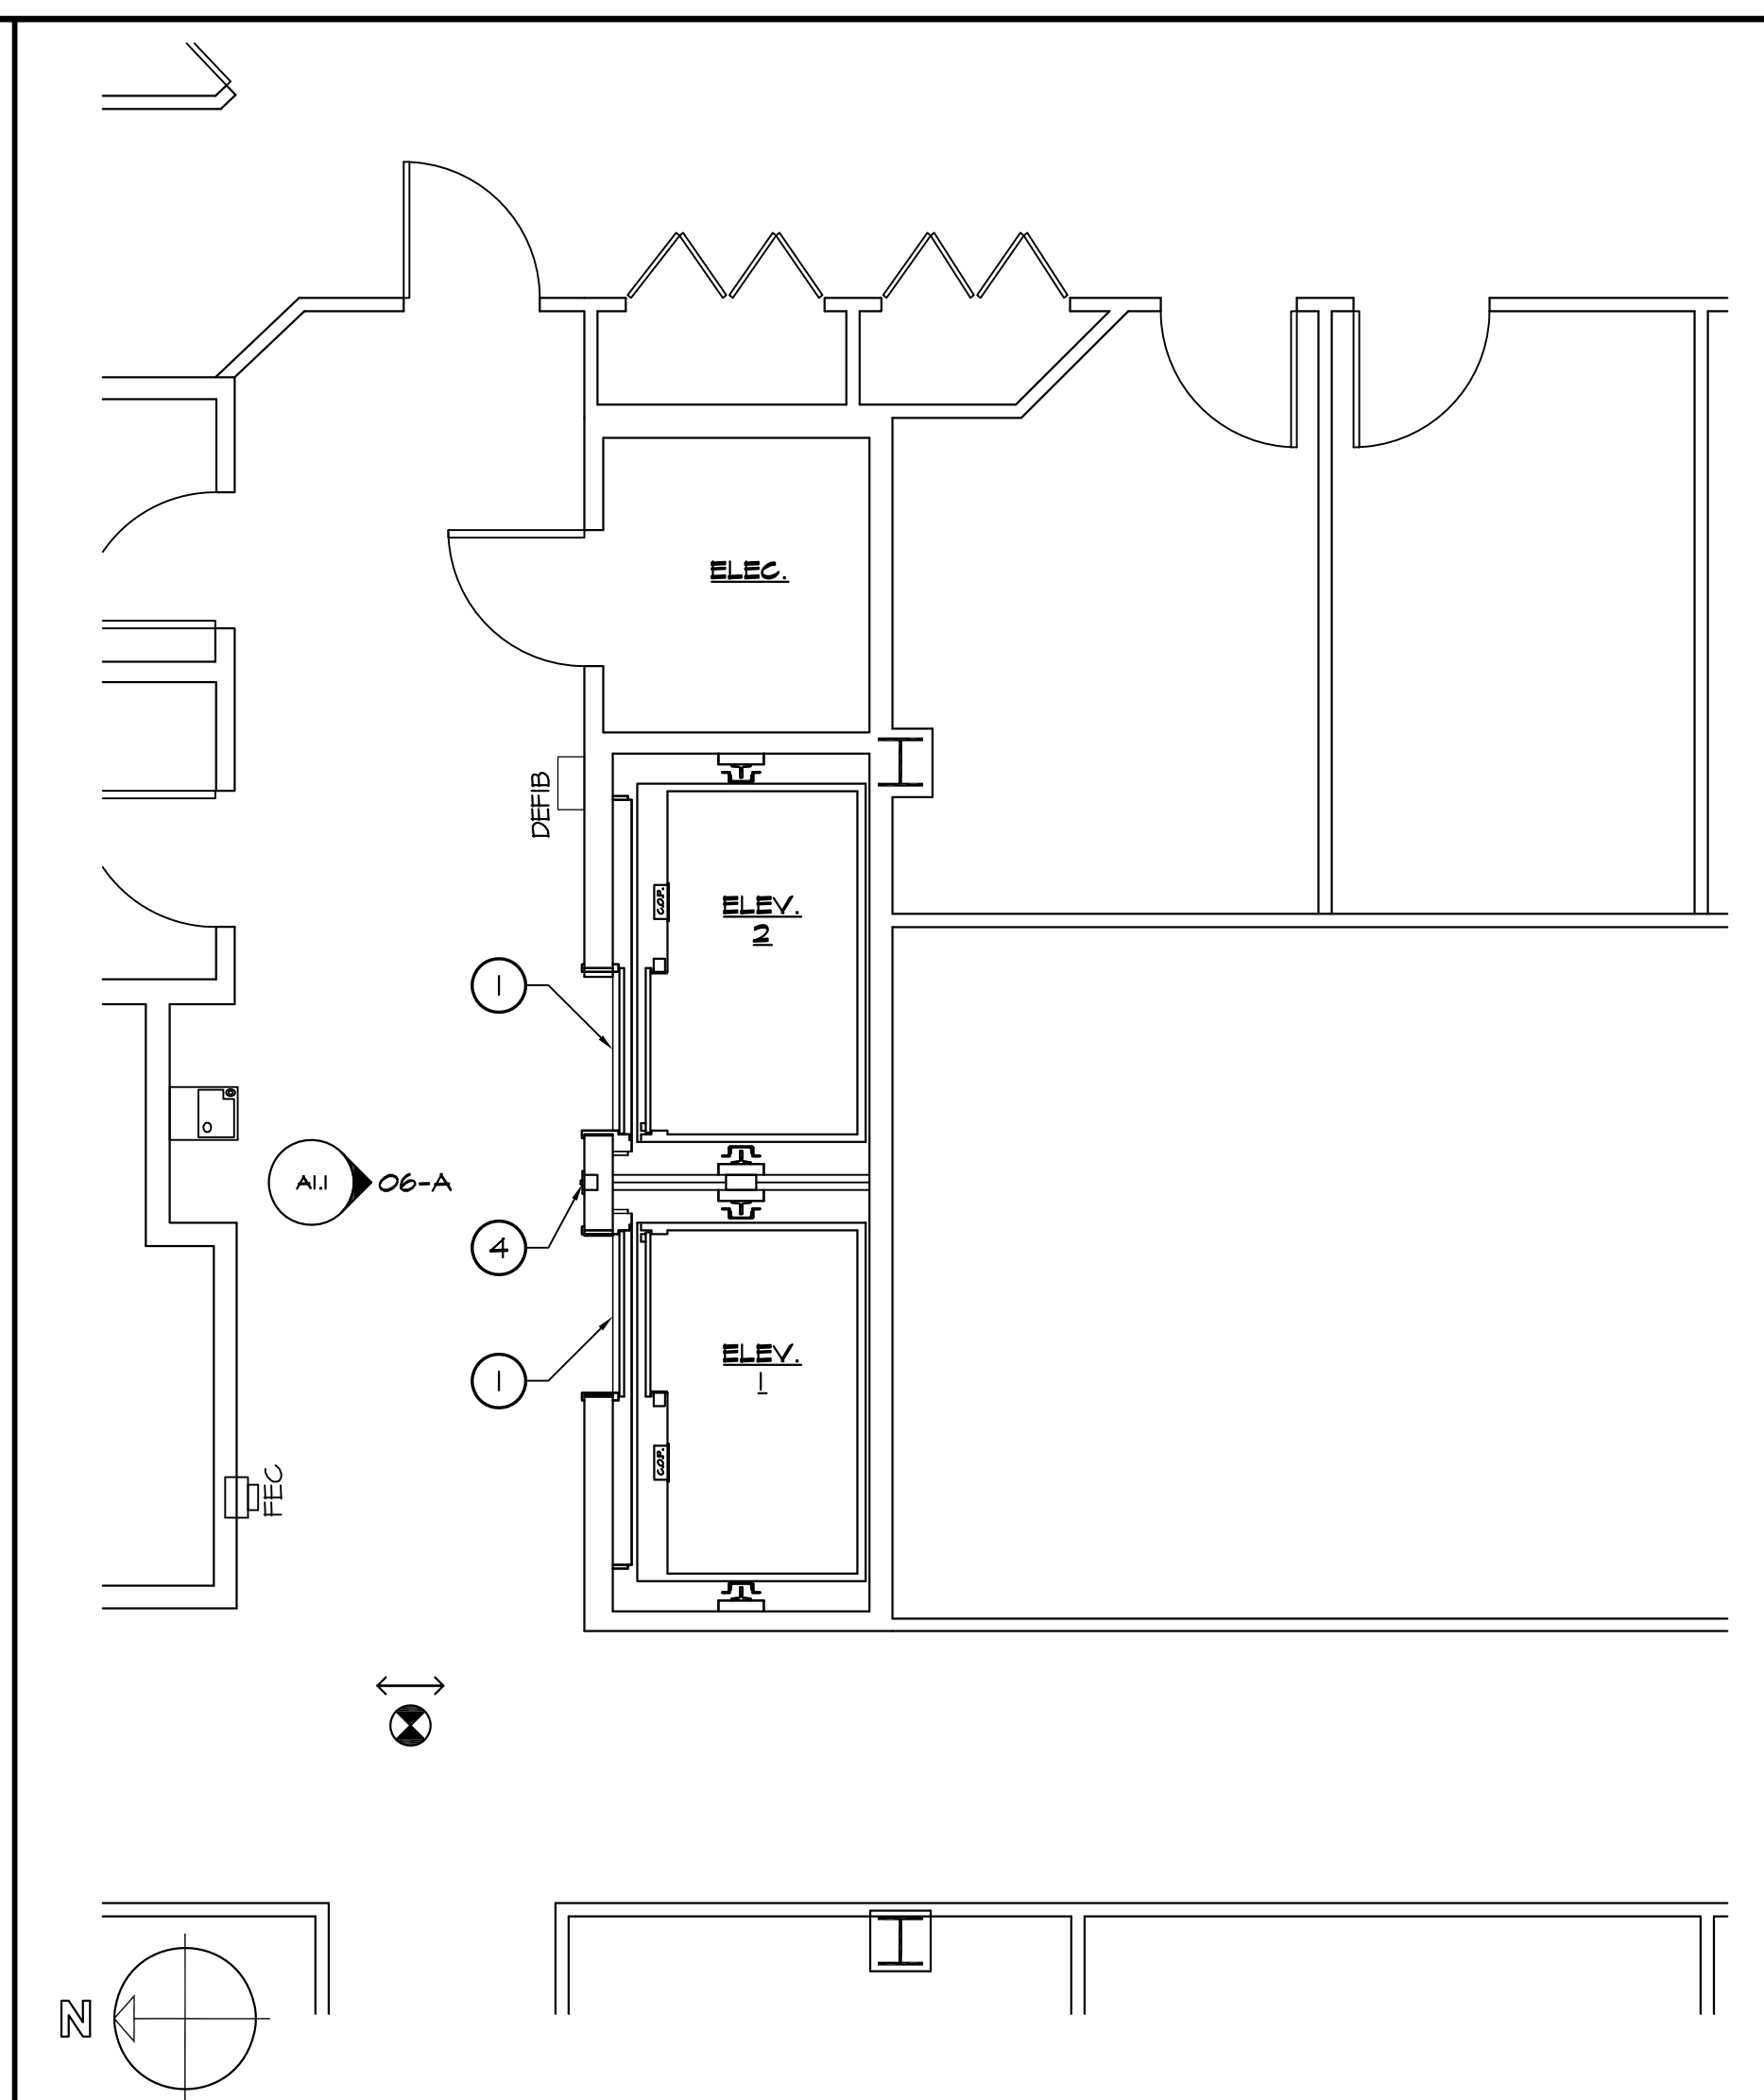 ELEC.
DEFIB
C.O.P.
ELEV.
2
1
A1.1
06-A
4
ELEV.
1
1
C.O.P.
FEC
N